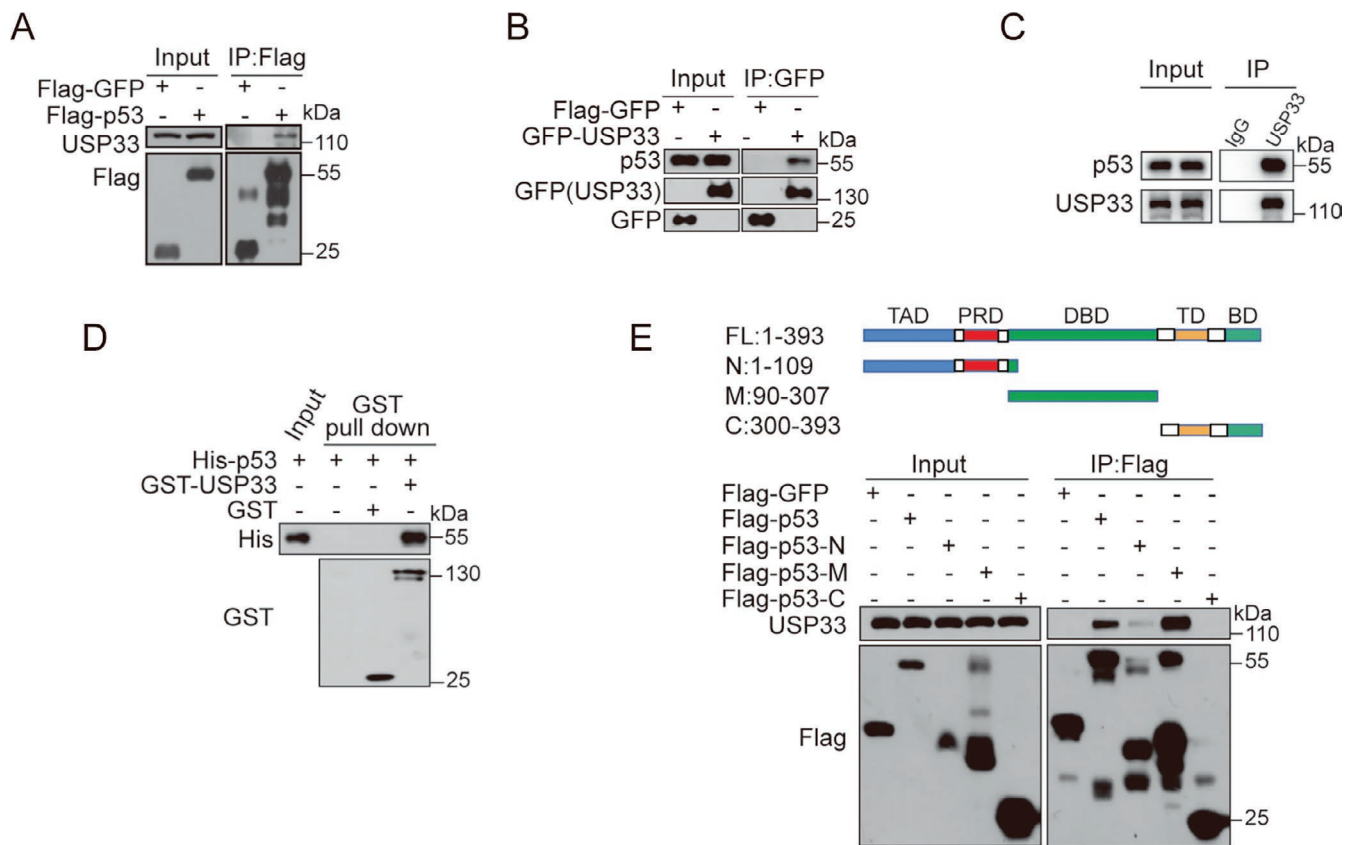 A
Input IP:Flag
Flag-GFP + - + -
Flag-p53 - + - + kDa
USP33 110
Flag 55
25
B
Input IP:GFP
Flag-GFP + - + -
GFP-USP33 - + - + kDa
p53 55
GFP(USP33) 130
GFP 25
C
Input IP
IgG USP33
kDa
p53 55
USP33 110
D
Input GST
pull down
His-p53 + + + +
GST-USP33 - - - +
GST - - + - kDa
His 55
130
GST
25
E
TAD PRD DBD TD BD
FL:1-393
N:1-109
M:90-307
C:300-393
Input IP:Flag
Flag-GFP + - - - - + - - - -
Flag-p53 - + - - - - + - - -
Flag-p53-N - - + - - - - + - -
Flag-p53-M - - - + - - - - + -
Flag-p53-C - - - - + - - - - + kDa
USP33 110
55
Flag
25